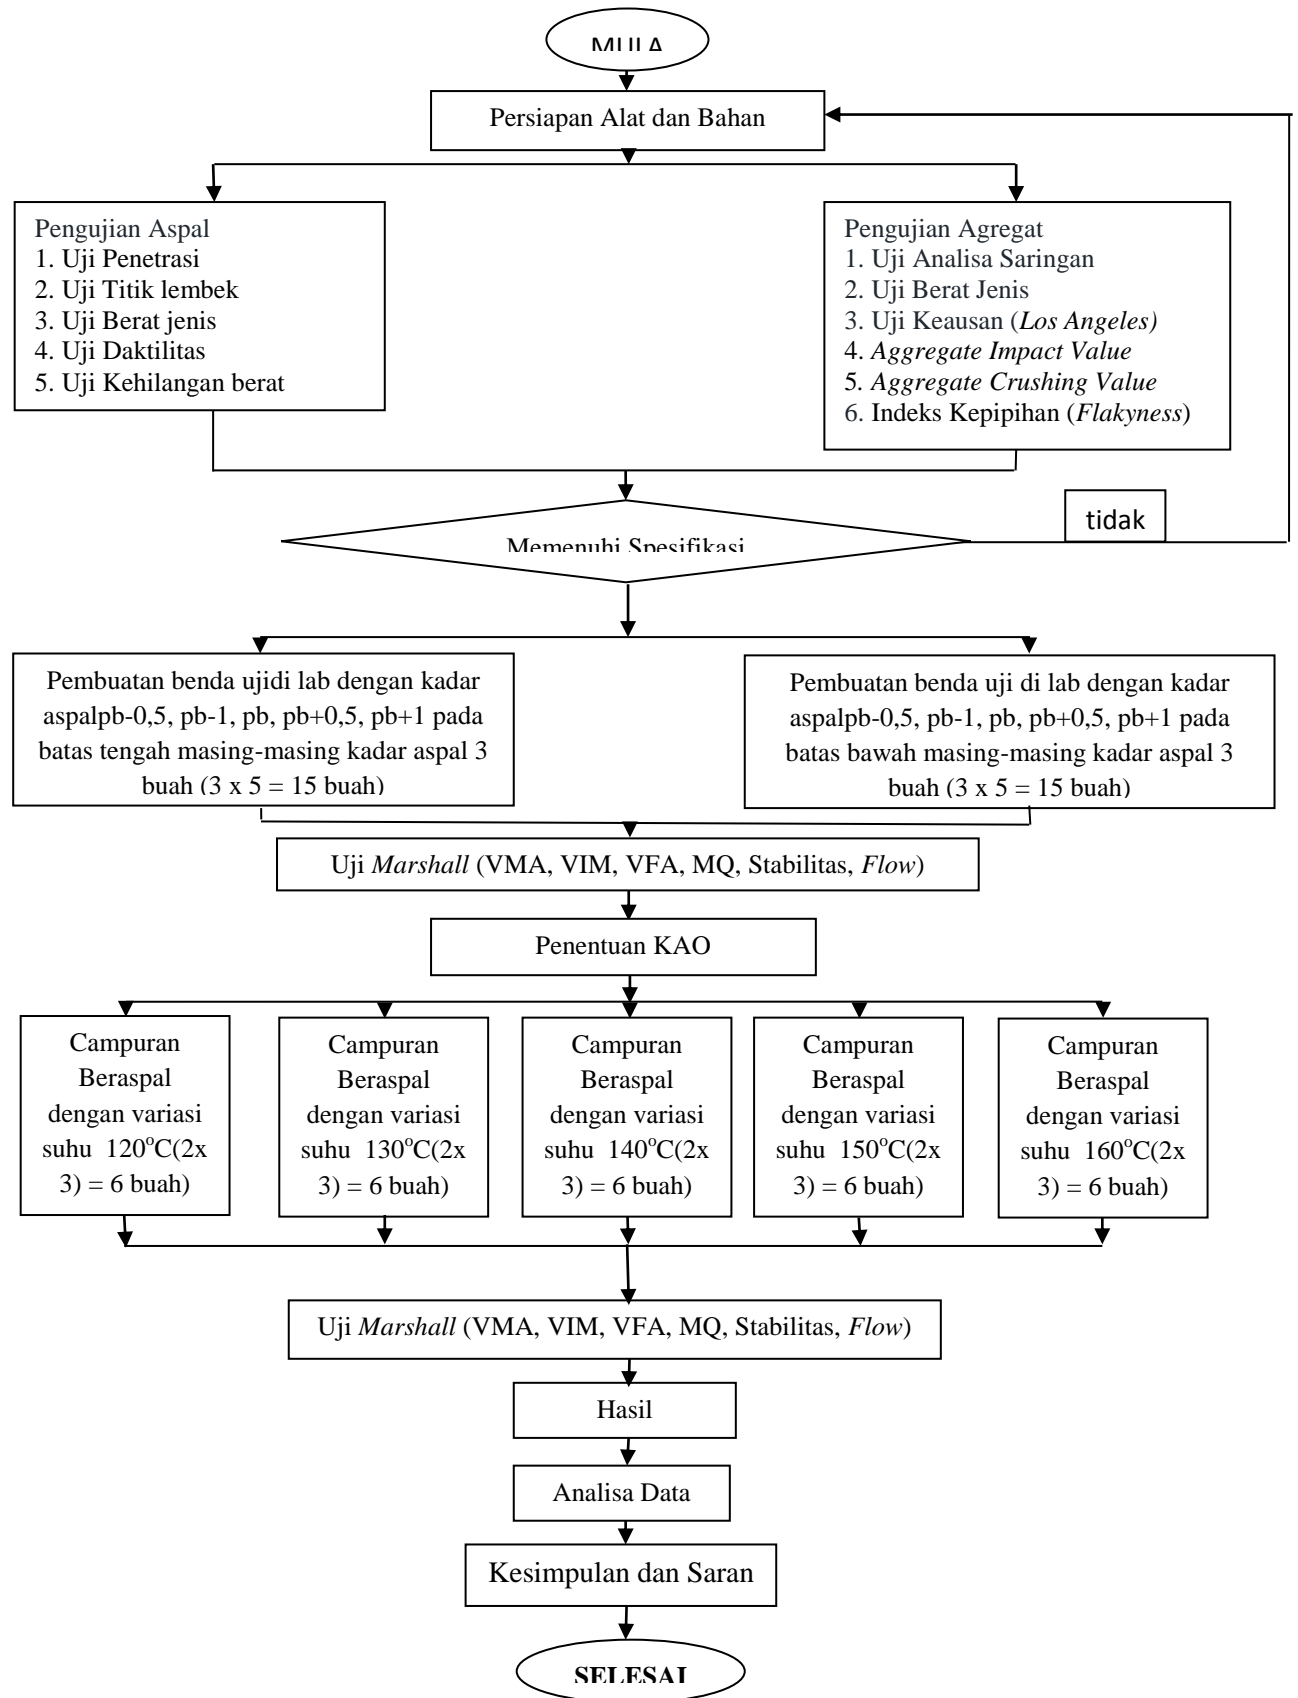 MULA
Persiapan Alat dan Bahan
Pengujian Aspal
1. Uji Penetrasi
2. Uji Titik lembek
3. Uji Berat jenis
4. Uji Daktilitas
5. Uji Kehilangan berat
Pengujian Agregat
1. Uji Analisa Saringan
2. Uji Berat Jenis
3. Uji Keausan (Los Angeles)
4. Aggregate Impact Value
5. Aggregate Crushing Value
6. Indeks Kepipihan (Flakyness)
Memenuhi Spesifikasi
tidak
Pembuatan benda ujidi lab dengan kadar
aspalpb-0,5, pb-1, pb, pb+0,5, pb+1 pada
batas tengah masing-masing kadar aspal 3
buah (3 x 5 = 15 buah)
Pembuatan benda uji di lab dengan kadar
aspalpb-0,5, pb-1, pb, pb+0,5, pb+1 pada
batas bawah masing-masing kadar aspal 3
buah (3 x 5 = 15 buah)
Uji Marshall (VMA, VIM, VFA, MQ, Stabilitas, Flow)
Penentuan KAO
Campuran
Beraspal
dengan variasi
suhu 120°C(2x
3) = 6 buah)
Campuran
Beraspal
dengan variasi
suhu 130°C(2x
3) = 6 buah)
Campuran
Beraspal
dengan variasi
suhu 140°C(2x
3) = 6 buah)
Campuran
Beraspal
dengan variasi
suhu 150°C(2x
3) = 6 buah)
Campuran
Beraspal
dengan variasi
suhu 160°C(2x
3) = 6 buah)
Uji Marshall (VMA, VIM, VFA, MQ, Stabilitas, Flow)
Hasil
Analisa Data
Kesimpulan dan Saran
SELESAI